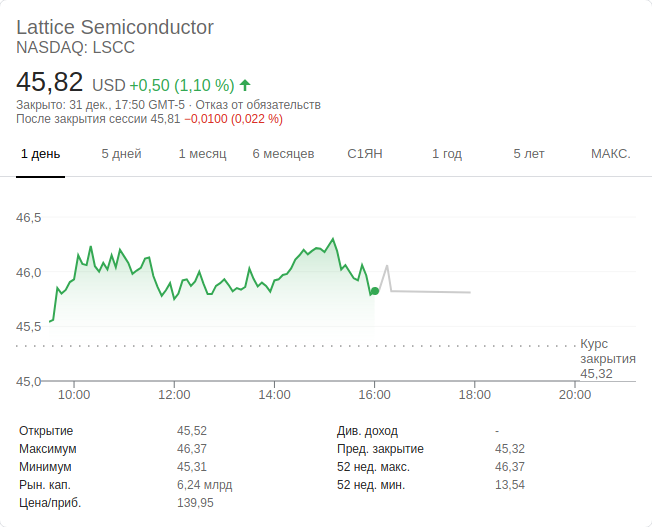 Lattice Semiconductor
NASDAQ: LSCC
45,82 USD +0,50 (1,10 %)
Закрыто: 31 дек., 17:50 GMT-5 · Отказ от обязательств
После закрытия сессии 45,81 −0,0100 (0,022 %)
1 день 5 дней 1 месяц 6 месяцев С1ЯН 1 год 5 лет МАКС.
46,5
46,0
45,5
Курс
закрытия
45,32
45,0
10:00 12:00 14:00 16:00 18:00 20:00
Открытие 45,52 Див. доход -
Максимум 46,37 Пред. закрытие 45,32
Минимум 45,31 52 нед. макс. 46,37
Рын. кап. 6,24 млрд 52 нед. мин. 13,54
Цена/приб. 139,95